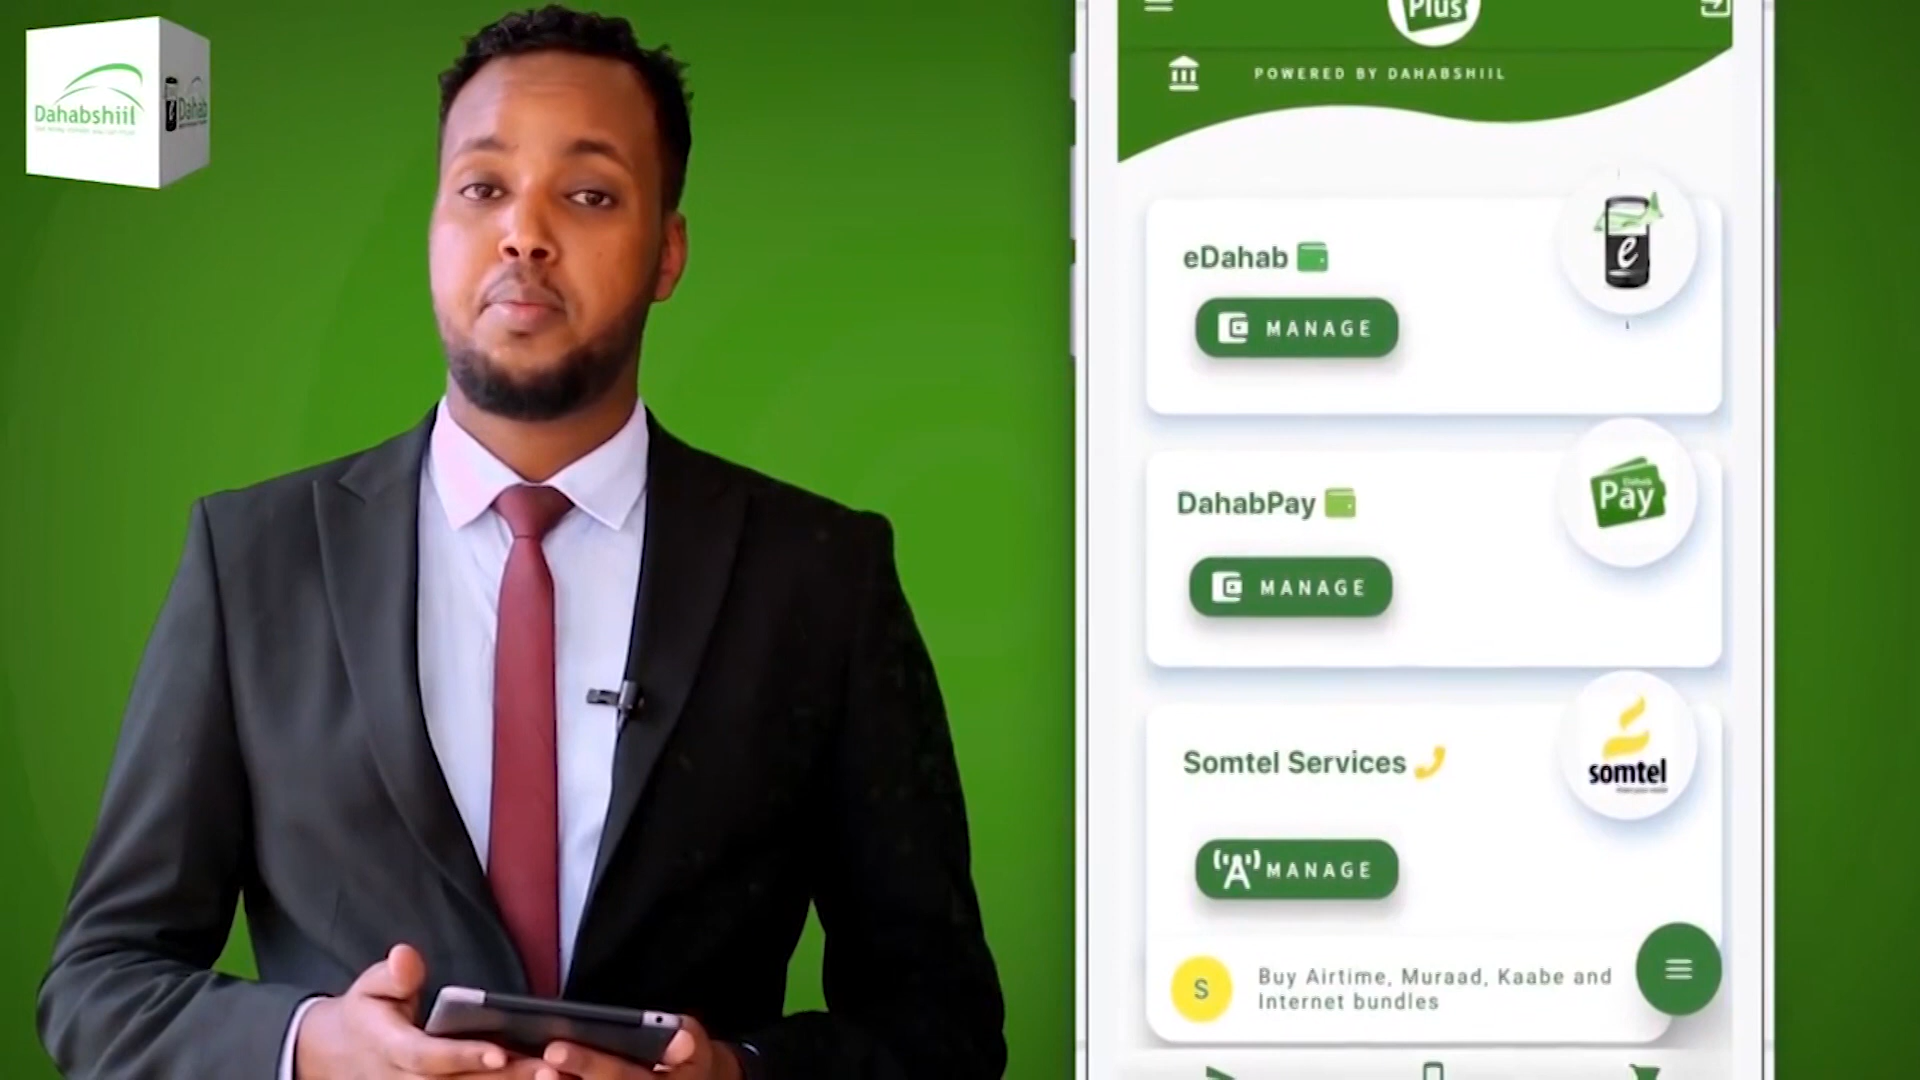 Dahabshiil
Dahab
Plus
POWERED BY DAHABSHIIL
eDahab
MANAGE
e
DahabPay
MANAGE
Pay
Somtel Services
somtel
MANAGE
S
Buy Airtime, Muraad, Kaabe and
Internet bundles